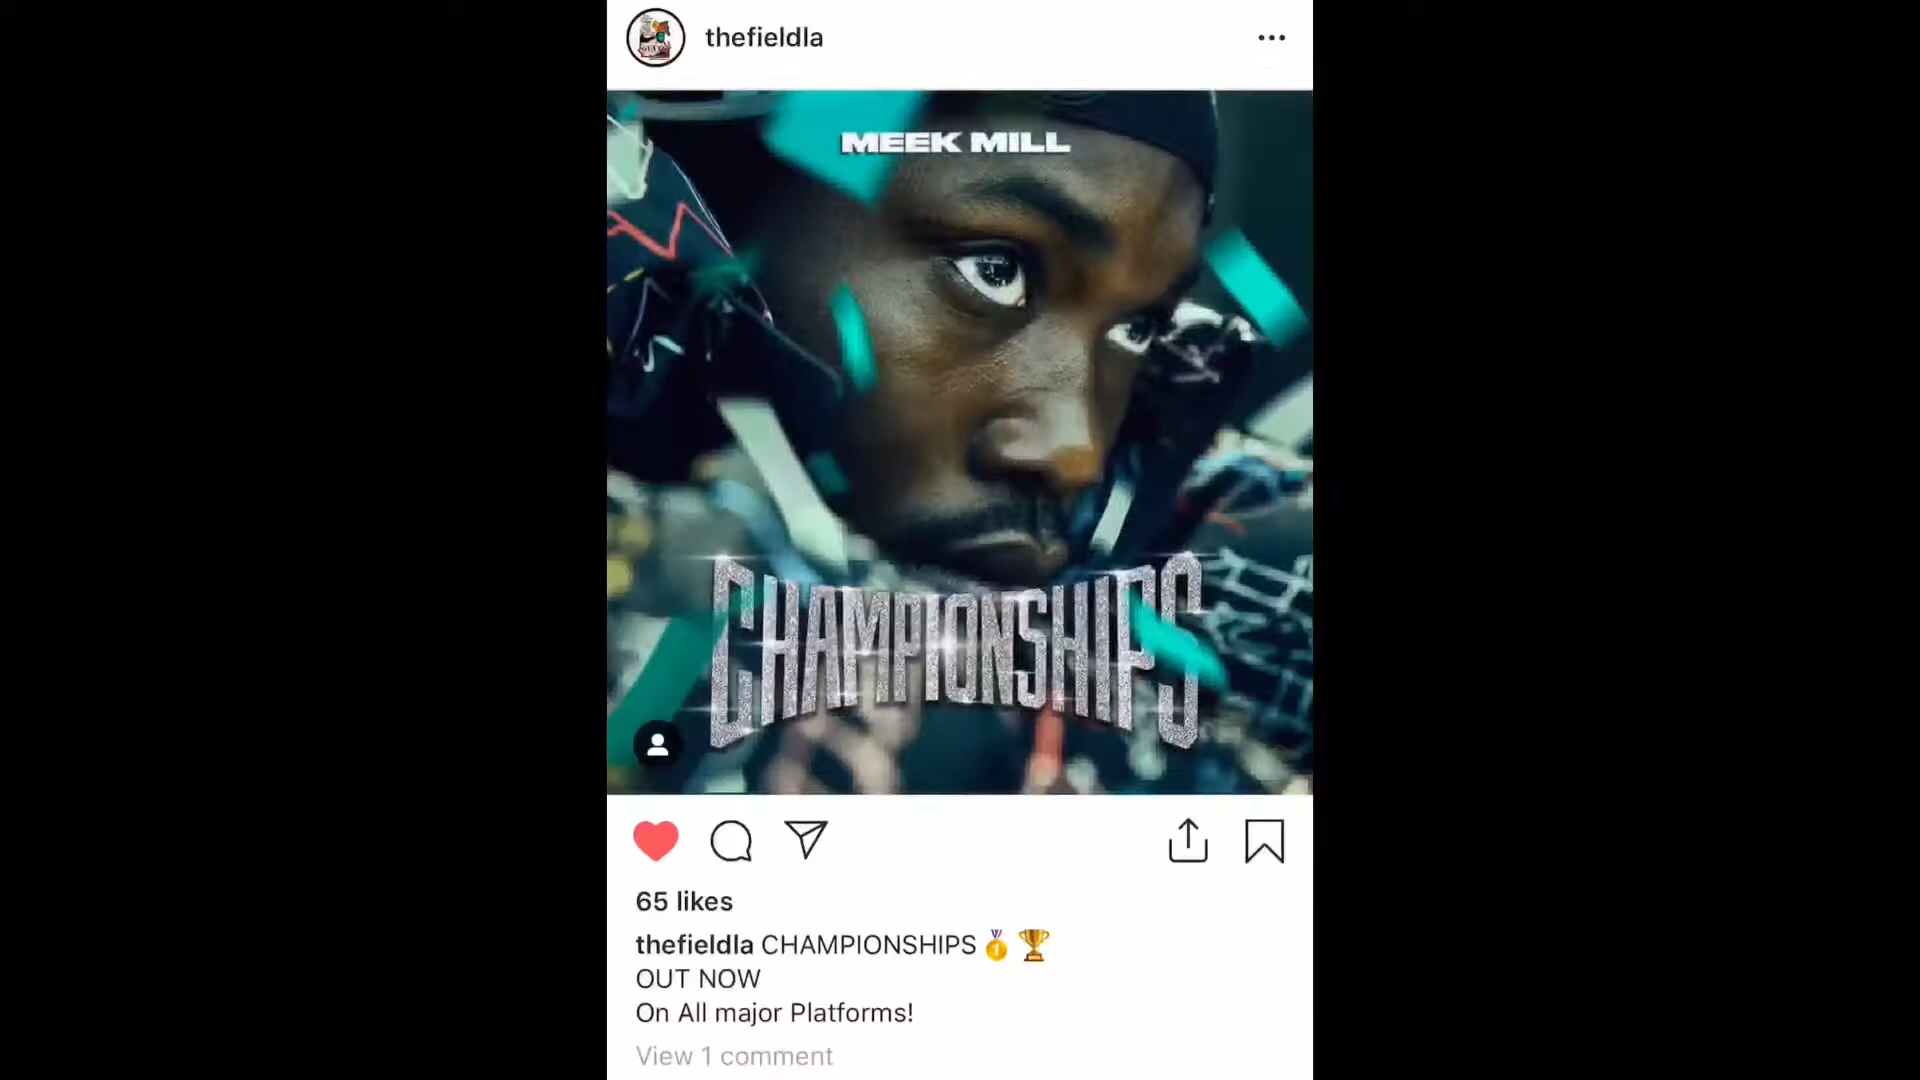 thefieldla
MEEK MILL
CHAMPIONSHIPS
65 likes
thefieldla CHAMPIONSHIPS🥇🏆
OUT NOW
On All major Platforms!
View 1 comment